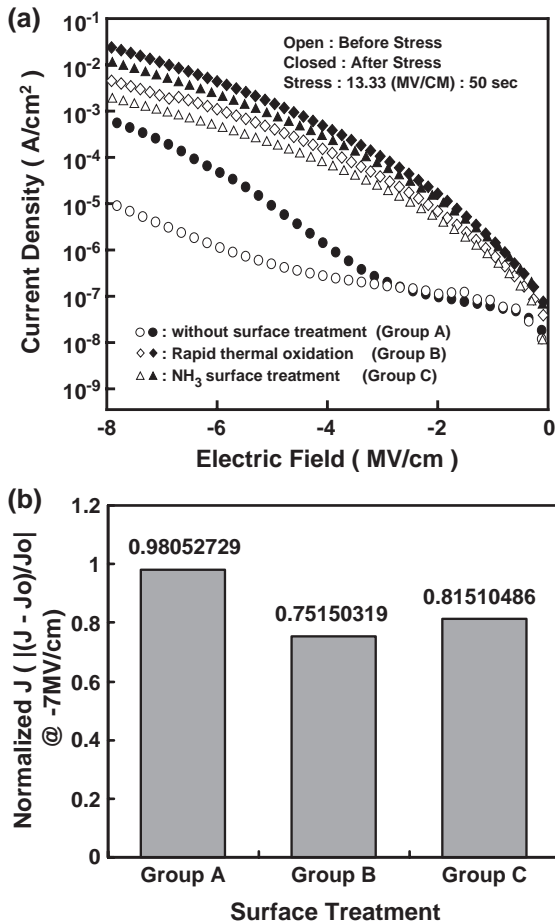 (a)
Open : Before Stress
Closed : After Stress
Stress : 13.33 (MV/CM) : 50 sec
Current Density ( A/cm²)
10⁻¹
10⁻²
10⁻³
10⁻⁴
10⁻⁵
10⁻⁶
10⁻⁷
10⁻⁸
10⁻⁹
○ ● : without surface treatment (Group A)
◇ ◆ : Rapid thermal oxidation (Group B)
△ ▲ : NH₃ surface treatment (Group C)
-8 -6 -4 -2 0
Electric Field ( MV/cm )
(b)
Normalized J ( |(J - Jo)/Jo|
@ -7MV/cm)
1.2
1
0.8
0.6
0.4
0.2
0
0.98052729
0.75150319
0.81510486
Group A Group B Group C
Surface Treatment